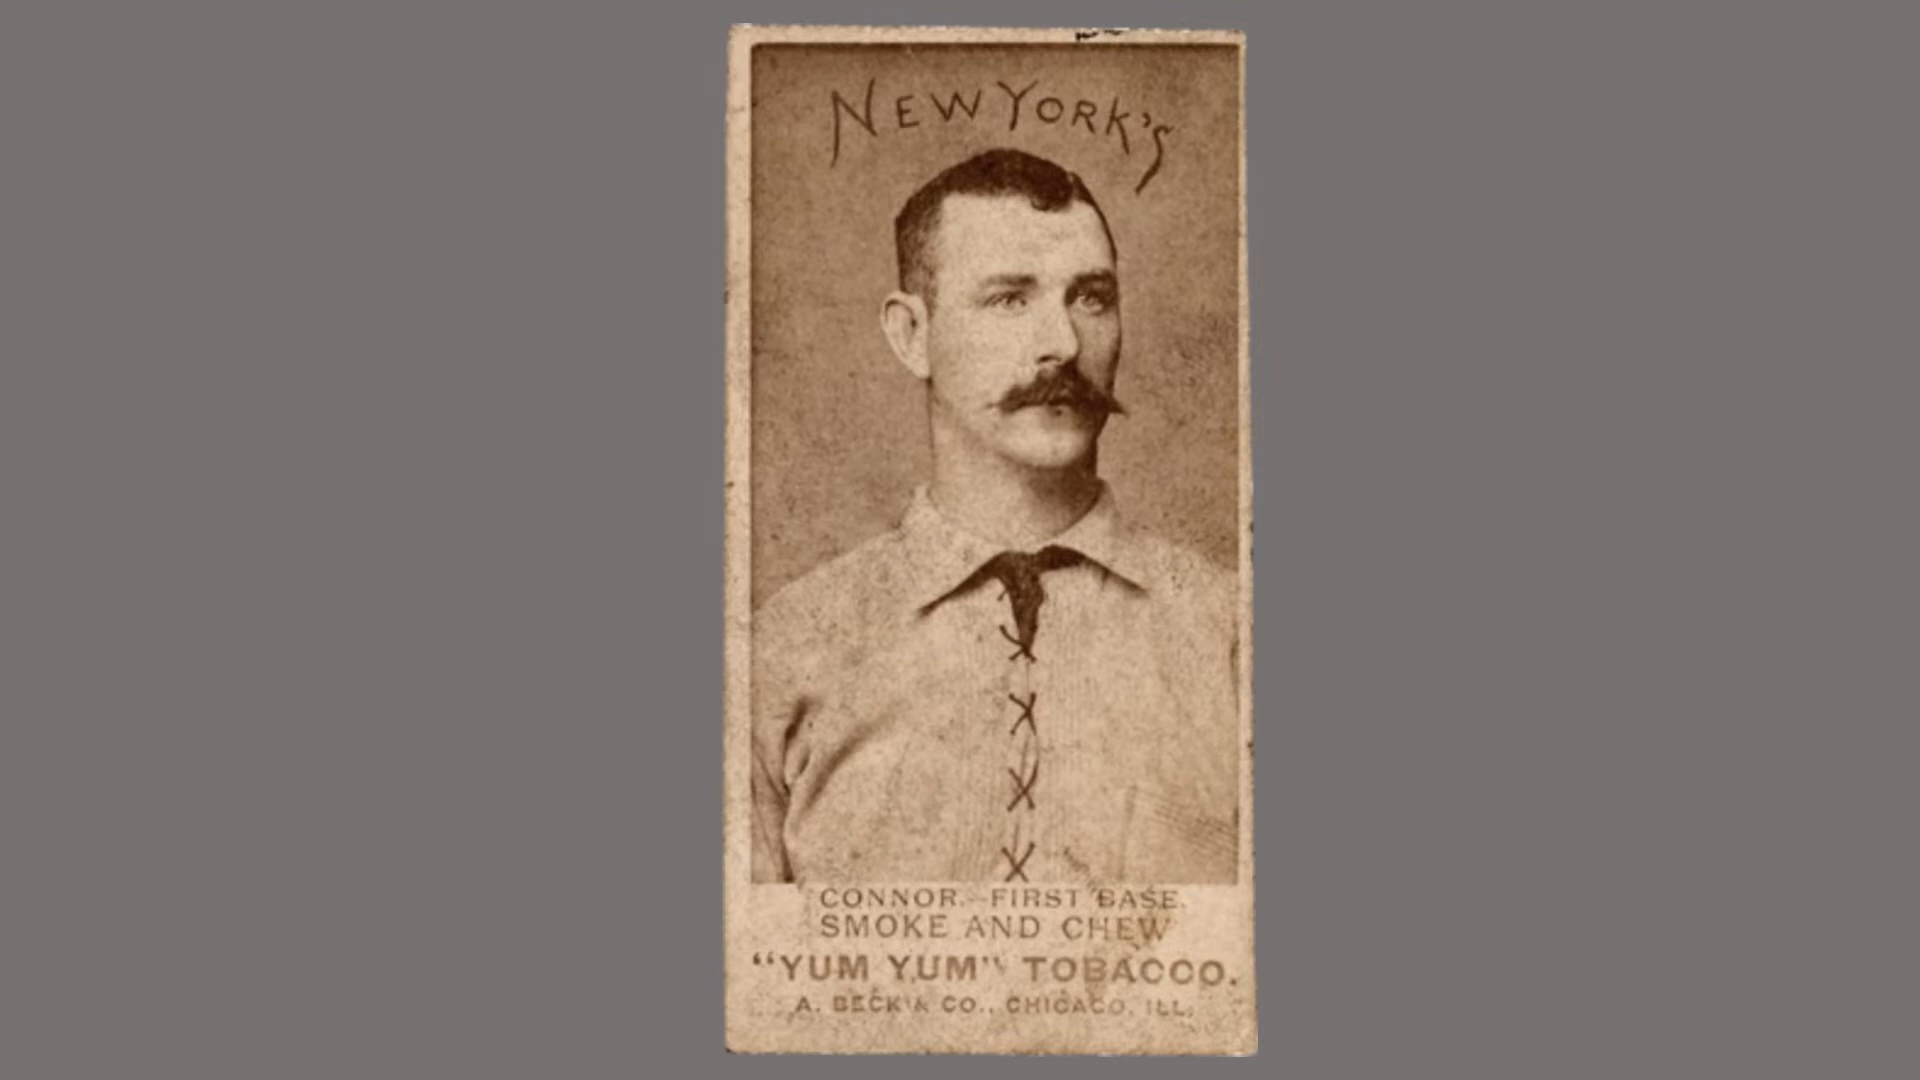 NEW YORK'S
CONNOR.—FIRST BASE.
SMOKE AND CHEW
"YUM YUM" TOBACCO.
A. BECK & CO., CHICAGO, ILL.